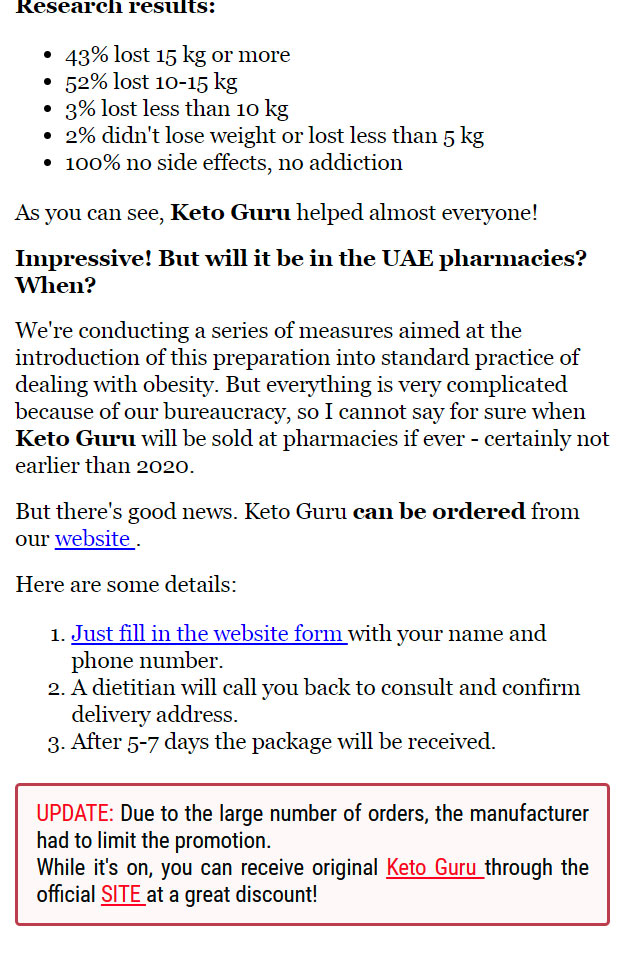 Research results:
43% lost 15 kg or more
52% lost 10-15 kg
3% lost less than 10 kg
2% didn't lose weight or lost less than 5 kg
100% no side effects, no addiction
As you can see, Keto Guru helped almost everyone!
Impressive! But will it be in the UAE pharmacies?
When?
We're conducting a series of measures aimed at the
introduction of this preparation into standard practice of
dealing with obesity. But everything is very complicated
because of our bureaucracy, so I cannot say for sure when
Keto Guru will be sold at pharmacies if ever - certainly not
earlier than 2020.
But there's good news. Keto Guru can be ordered from
our website .
Here are some details:
1. Just fill in the website form with your name and
phone number.
2. A dietitian will call you back to consult and confirm
delivery address.
3. After 5-7 days the package will be received.
UPDATE: Due to the large number of orders, the manufacturer
had to limit the promotion.
While it's on, you can receive original Keto Guru through the
official SITE at a great discount!